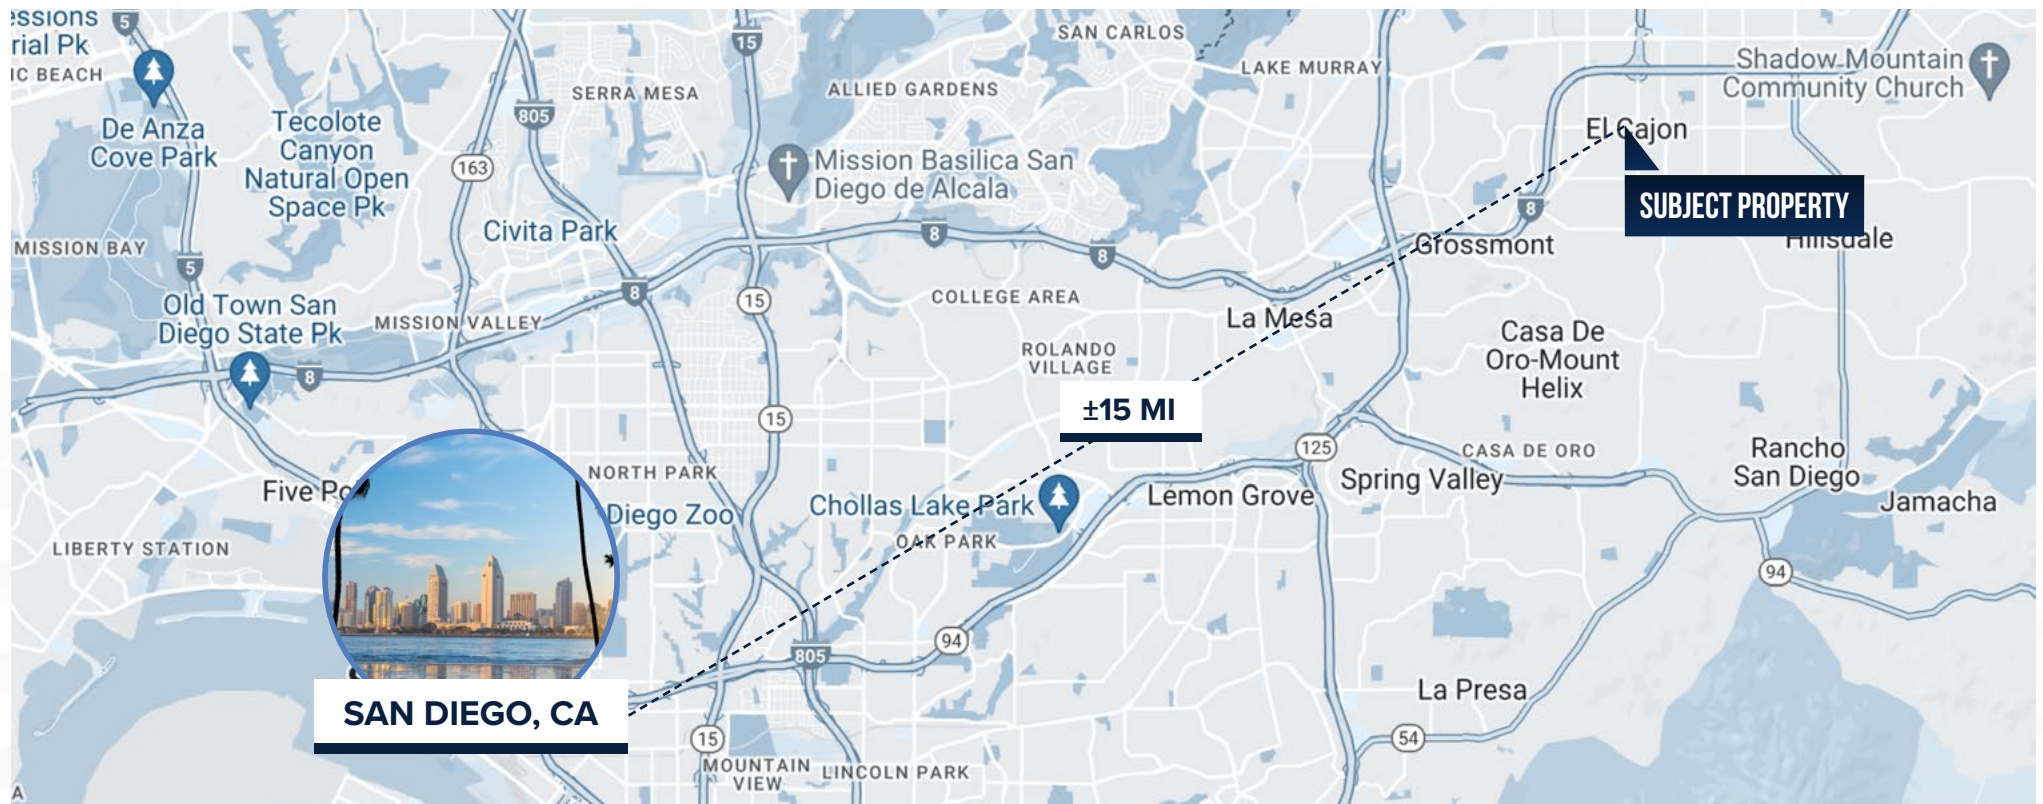 essions
rial Pk
IC BEACH
5
15
SAN CARLOS
LAKE MURRAY
Shadow Mountain
Community Church
SERRA MESA
ALLIED GARDENS
805
De Anza
Cove Park
Tecolote
Canyon
Natural Open
Space Pk
163
Mission Basilica San
Diego de Alcala
El Cajon
SUBJECT PROPERTY
8
Civita Park
MISSION BAY
5
8
8
Grossmont
Hillsdale
8
15
COLLEGE AREA
Old Town San
Diego State Pk
MISSION VALLEY
La Mesa
Casa De
Oro-Mount
Helix
ROLANDO
VILLAGE
8
±15 MI
15
125
CASA DE ORO
Rancho
San Diego
NORTH PARK
Five Po
Diego Zoo
Chollas Lake Park
Lemon Grove
Spring Valley
Jamacha
LIBERTY STATION
OAK PARK
94
94
805
La Presa
SAN DIEGO, CA
15
54
MOUNTAIN
VIEW
LINCOLN PARK
A